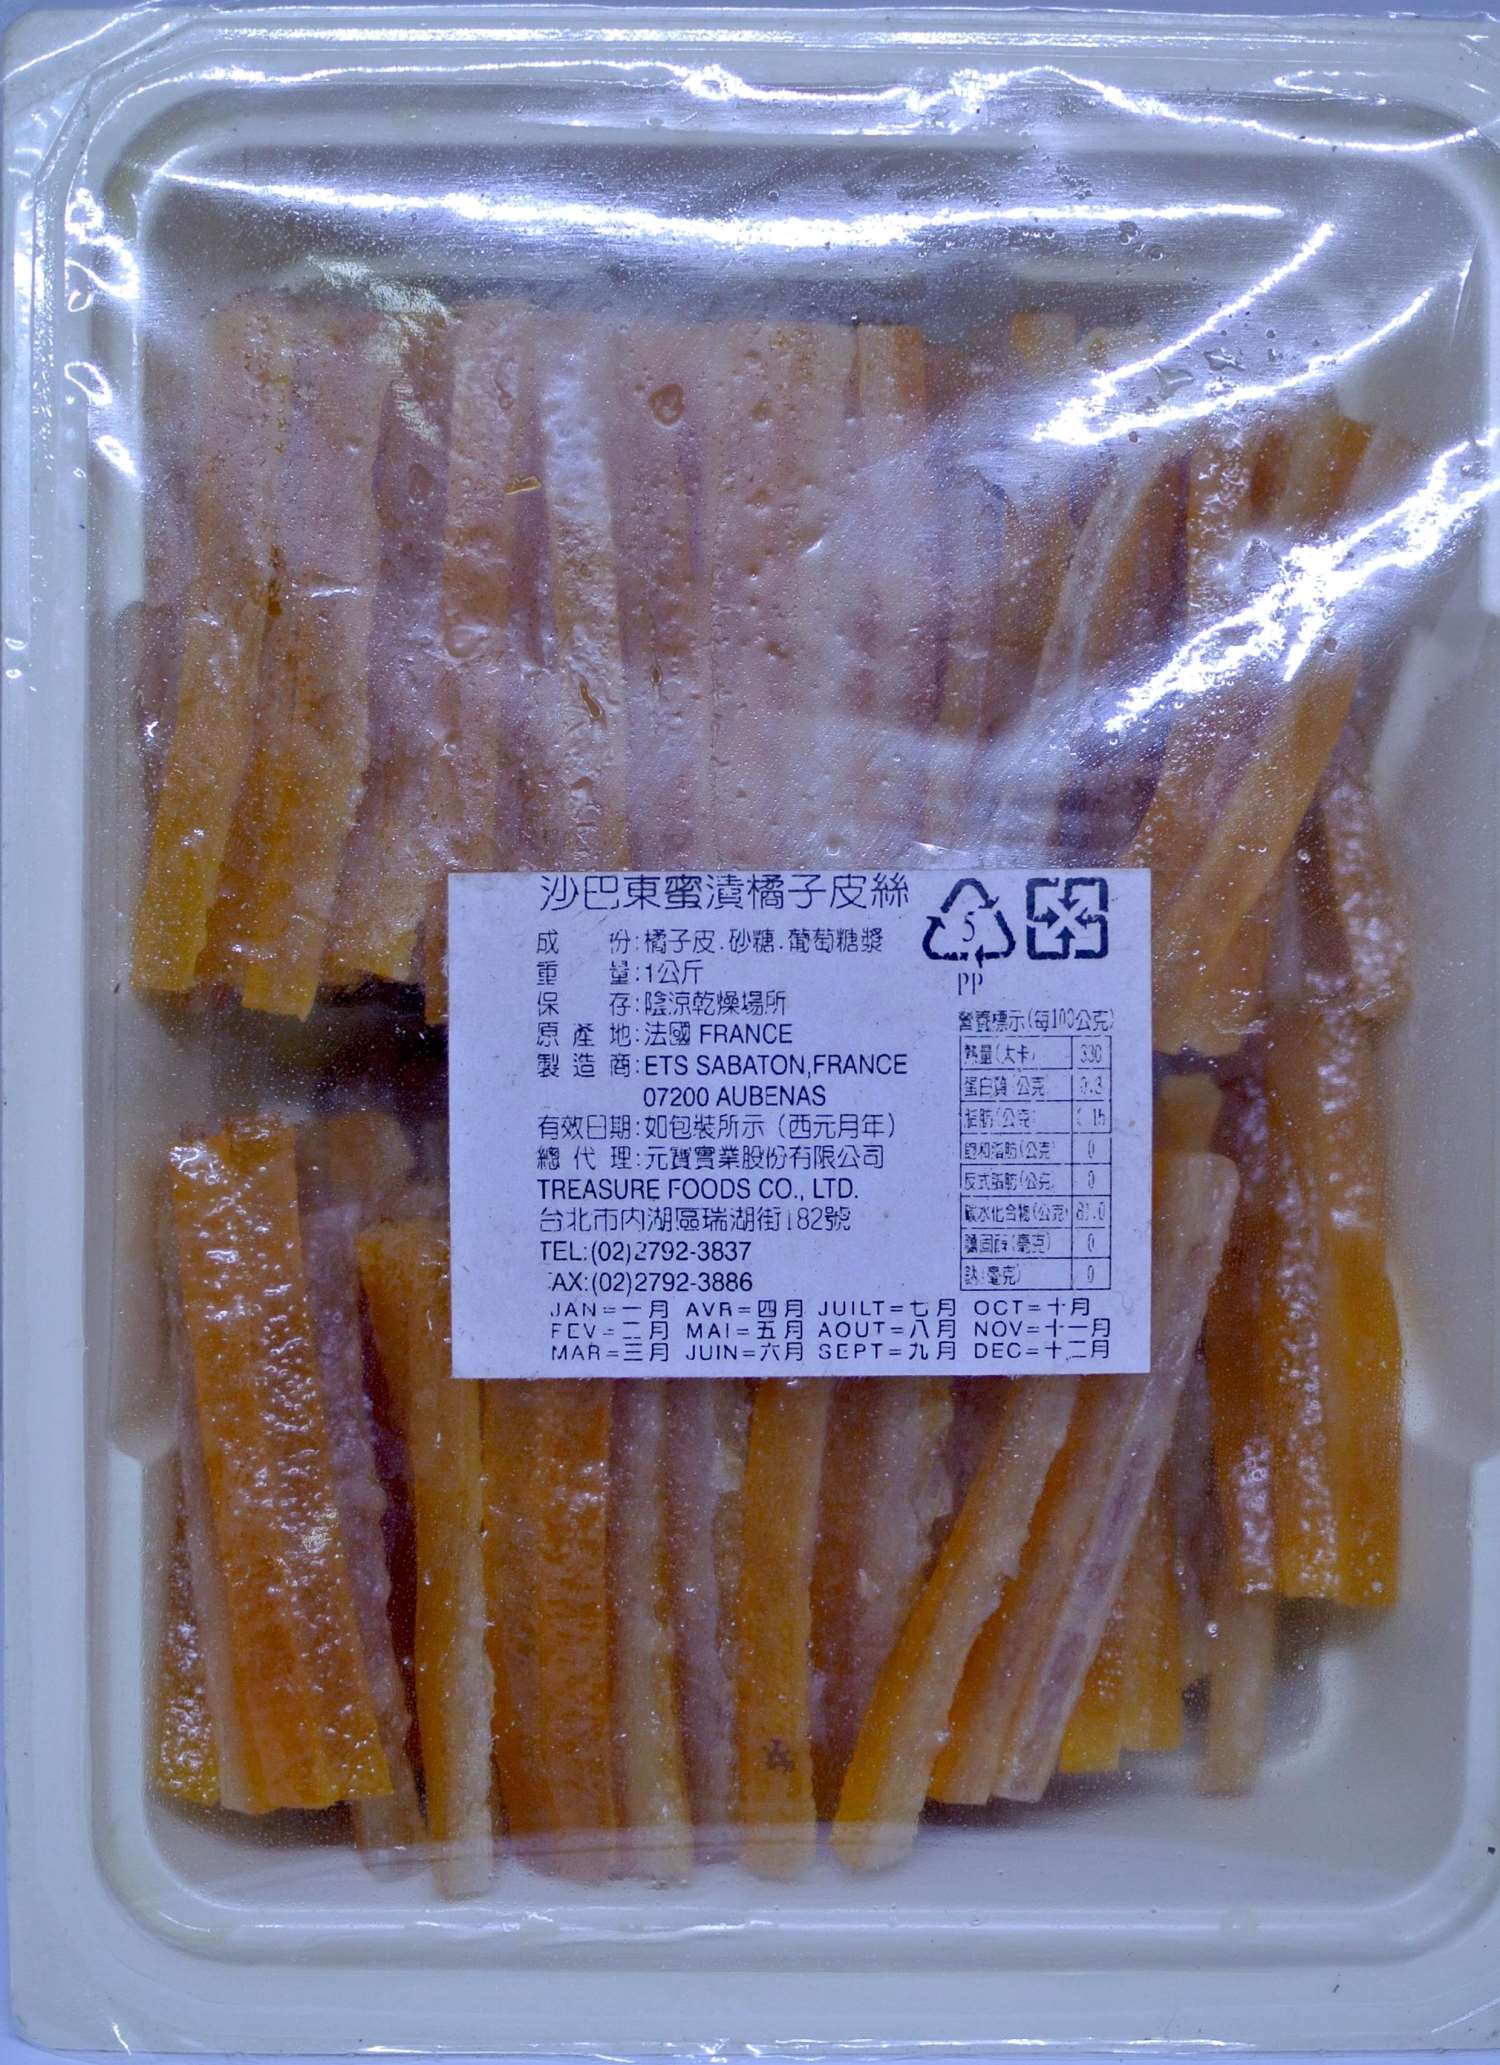 沙巴東蜜漬橘子皮絲
成 份:橘子皮.砂糖.葡萄糖漿
重 量:1公斤
保 存:陰涼乾燥場所
原 產 地:法國 FRANCE
製 造 商:ETS SABATON,FRANCE
07200 AUBENAS
有效日期:如包裝所示（西元月年）
總 代 理:元寶實業股份有限公司
TREASURE FOODS CO., LTD.
台北市內湖區瑞湖街182號
TEL:(02)2792-3837
AX:(02)2792-3886
JAN=一月 AVR=四月 JUILT=七月 OCT=十月
FEV=二月 MAI=五月 AOUT=八月 NOV=十一月
MAR=三月 JUIN=六月 SEPT=九月 DEC=十二月
5
PP
營養標示(每100公克)
熱量(大卡) 330
蛋白質(公克) 0.3
脂肪(公克)
飽和脂肪(公克) 0
反式脂肪(公克) 0
碳水化合物(公克)
膽固醇(毫克) 0
鈉(毫克) 0